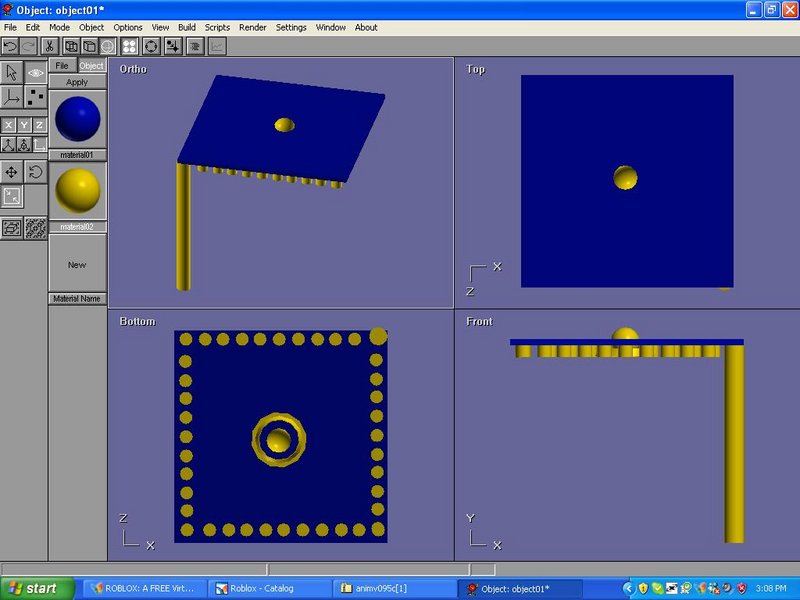 Object: object01*
File Edit Mode Object Options View Build Scripts Render Settings Window About
File Object
Apply
X Y Z
material01
material02
New
Material Name
Ortho
Top
X
Z
Bottom
Z
X
Front
Y
X
start
ROBLOX: A FREE Virt...
Roblox - Catalog
animv095c[1]
Object: object01*
3:08 PM